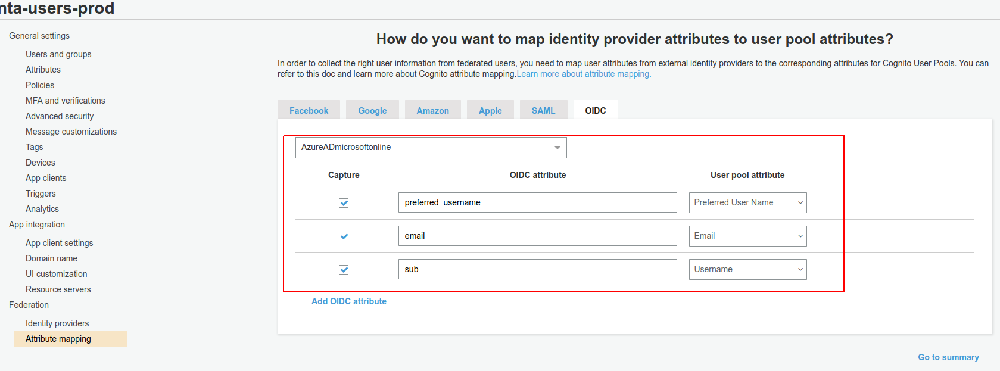 nta-users-prod
General settings
Users and groups
Attributes
Policies
MFA and verifications
Advanced security
Message customizations
Tags
Devices
App clients
Triggers
Analytics
App integration
App client settings
Domain name
UI customization
Resource servers
Federation
Identity providers
Attribute mapping
How do you want to map identity provider attributes to user pool attributes?
In order to collect the right user information from federated users, you need to map user attributes from external identity providers to the corresponding attributes for Cognito User Pools. You can
refer to this doc and learn more about Cognito attribute mapping.Learn more about attribute mapping.
Facebook Google Amazon Apple SAML OIDC
AzureADmicrosoftonline
Capture OIDC attribute User pool attribute
preferred_username Preferred User Name
email Email
sub Username
Add OIDC attribute
Go to summary